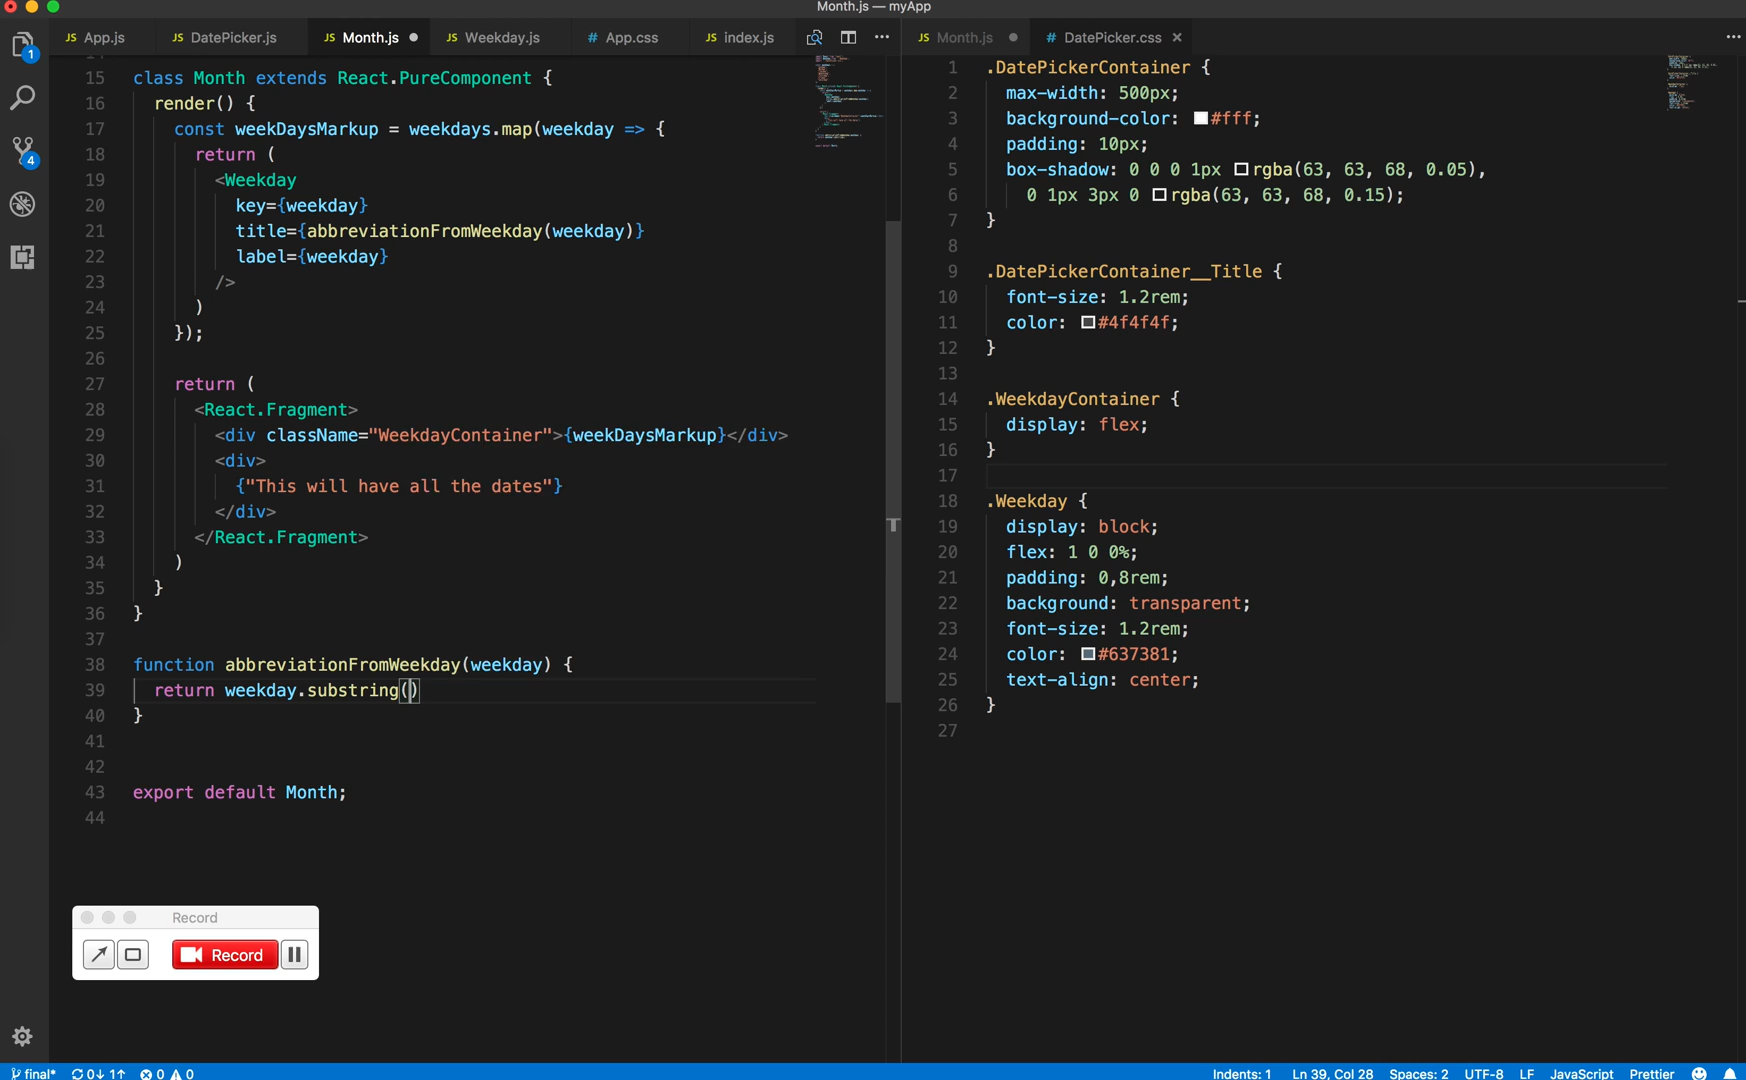 Month.js — myApp
1
4
JS App.js
JS DatePicker.js
JS Month.js
JS Weekday.js
# App.css
JS index.js
15 class Month extends React.PureComponent {
16 render() {
17 const weekDaysMarkup = weekdays.map(weekday => {
18 return (
19 <Weekday
20 key={weekday}
21 title={abbreviationFromWeekday(weekday)}
22 label={weekday}
23 />
24 )
25 });
26
27 return (
28 <React.Fragment>
29 <div className="WeekdayContainer">{weekDaysMarkup}</div>
30 <div>
31 {"This will have all the dates"}
32 </div>
33 </React.Fragment>
34 )
35 }
36 }
37
38 function abbreviationFromWeekday(weekday) {
39 return weekday.substring()
40 }
41
42
43 export default Month;
44
JS Month.js
# DatePicker.css
1 .DatePickerContainer {
2 max-width: 500px;
3 background-color: #fff;
4 padding: 10px;
5 box-shadow: 0 0 0 1px rgba(63, 63, 68, 0.05),
6 0 1px 3px 0 rgba(63, 63, 68, 0.15);
7 }
8
9 .DatePickerContainer__Title {
10 font-size: 1.2rem;
11 color: #4f4f4f;
12 }
13
14 .WeekdayContainer {
15 display: flex;
16 }
17
18 .Weekday {
19 display: block;
20 flex: 1 0 0%;
21 padding: 0,8rem;
22 background: transparent;
23 font-size: 1.2rem;
24 color: #637381;
25 text-align: center;
26 }
27
Record
Record
final* 0↓ 1↑ 0 0
Indents: 1 Ln 39, Col 28 Spaces: 2 UTF-8 LF JavaScript Prettier